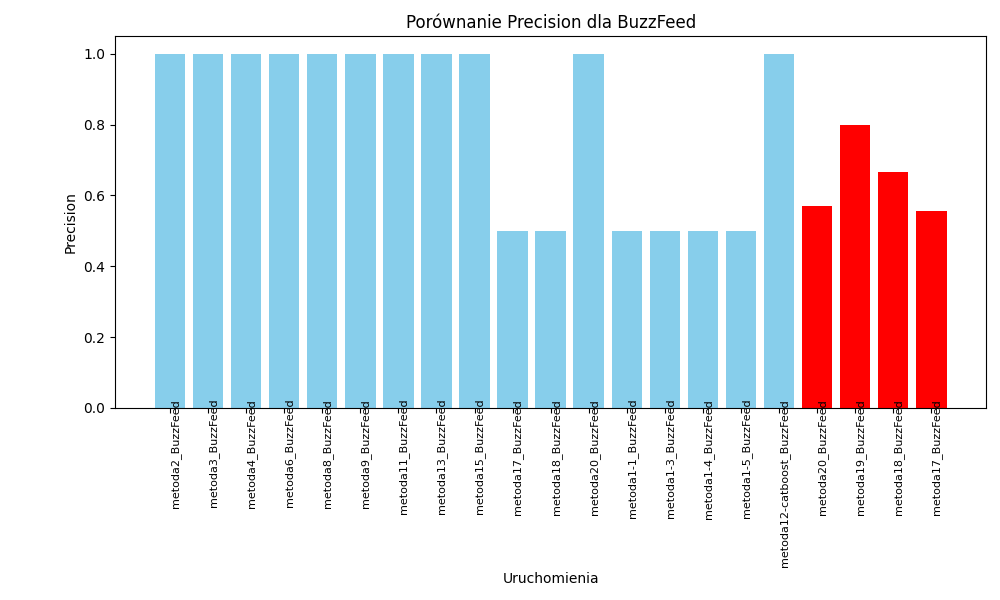 Porównanie Precision dla BuzzFeed
Precision
1.0
0.8
0.6
0.4
0.2
0.0
metoda2_BuzzFeed
metoda3_BuzzFeed
metoda4_BuzzFeed
metoda6_BuzzFeed
metoda8_BuzzFeed
metoda9_BuzzFeed
metoda11_BuzzFeed
metoda13_BuzzFeed
metoda15_BuzzFeed
metoda17_BuzzFeed
metoda18_BuzzFeed
metoda20_BuzzFeed
metoda1-1_BuzzFeed
metoda1-3_BuzzFeed
metoda1-4_BuzzFeed
metoda1-5_BuzzFeed
metoda12-catboost_BuzzFeed
metoda20_BuzzFeed
metoda19_BuzzFeed
metoda18_BuzzFeed
metoda17_BuzzFeed
Uruchomienia